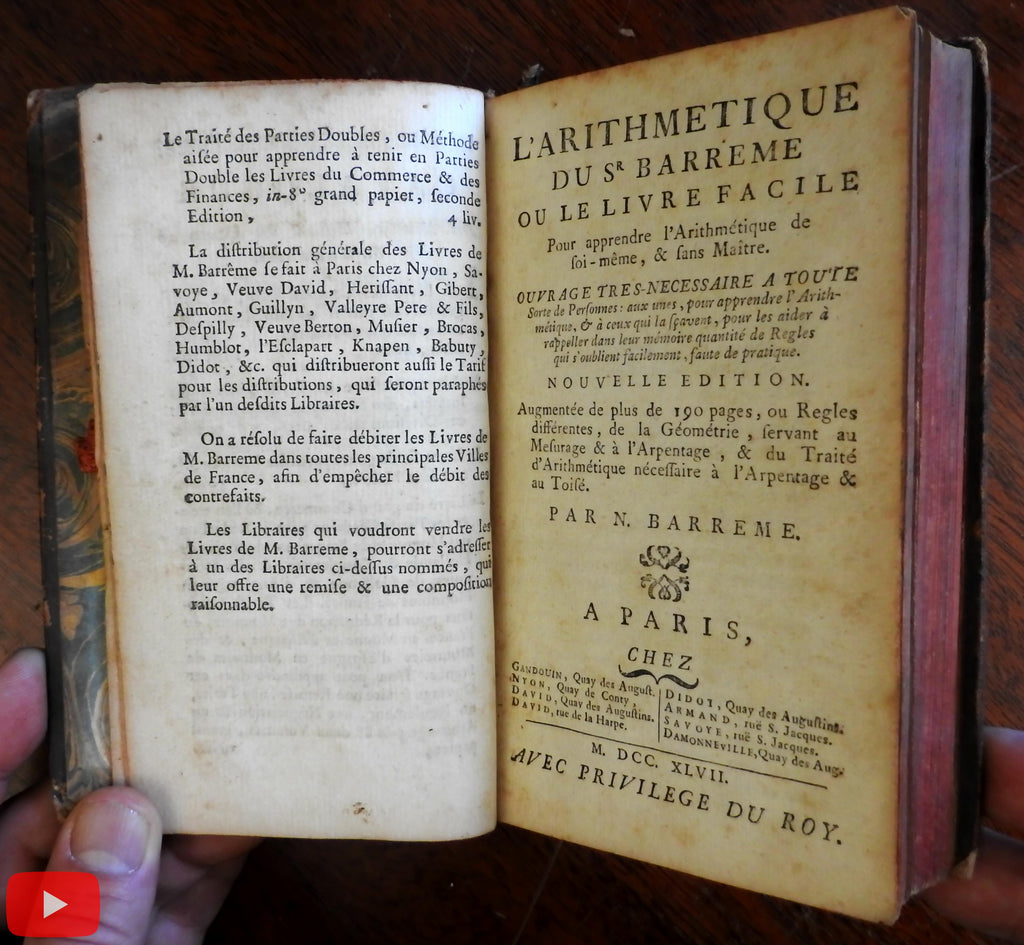 Le Traité des Parties Doubles, ou Méthode
aiſée pour apprendre à tenir en Parties
Double les Livres du Commerce & des
Finances, in-8° grand papier, ſeconde
Edition, 4 liv.
La diſtribution générale des Livres de
M. Barrême ſe fait à Paris chez Nyon, Sa-
voye, Veuve David, Heriſſant, Gibert,
Aumont, Guillyn, Valleyre Pere & Fils,
Deſpilly, Veuve Berton, Muſier, Brocas,
Humblot, l'Eſclapart, Knapen, Babuty,
Didot, &c. qui diſtribueront auſſi le Tarif
pour les diſtributions, qui ſeront paraphés
par l'un deſdits Libraires.
On a réſolu de faire débiter les Livres de
M. Barreme dans toutes les principales Villes
de France, afin d'empêcher le débit des
contrefaits.
Les Libraires qui voudront vendre les
Livres de M. Barreme, pourront s'adreſſer
à un des Libraires ci-deſſus nommés, qui
leur offre une remiſe & une compoſition
raiſonnable.
L'ARITHMETIQUE
DU Sʀ BARREME
OU LE LIVRE FACILE
Pour apprendre l'Arithmétique de
ſoi-même, & ſans Maître.
OUVRAGE TRES-NECESSAIRE A TOUTE
Sorte de Perſonnes: aux unes, pour apprendre l'Arith-
métique, & à ceux qui la ſçavent, pour les aider à
rappeller dans leur mémoire quantité de Regles
qui s'oublient facilement, faute de pratique.
NOUVELLE EDITION.
Augmentée de plus de 190 pages, ou Regles
différentes, de la Géométrie, ſervant au
Meſurage & à l'Arpentage, & du Traité
d'Arithmétique néceſſaire à l'Arpentage &
au Toiſé.
PAR N. BARREME.
A PARIS,
CHEZ
GANDOUIN, Quay des Auguſt.
NYON, Quay de Conty,
DAVID, Quay des Auguſtins.
DAVID, rue de la Harpe.
DIDOT, Quay des Auguſtins.
ARMAND, ruë S. Jacques.
SAVOYE, ruë S. Jacques.
DAMONNEVILLE, Quay des Aug.
M. DCC. XLVII.
AVEC PRIVILEGE DU ROY.